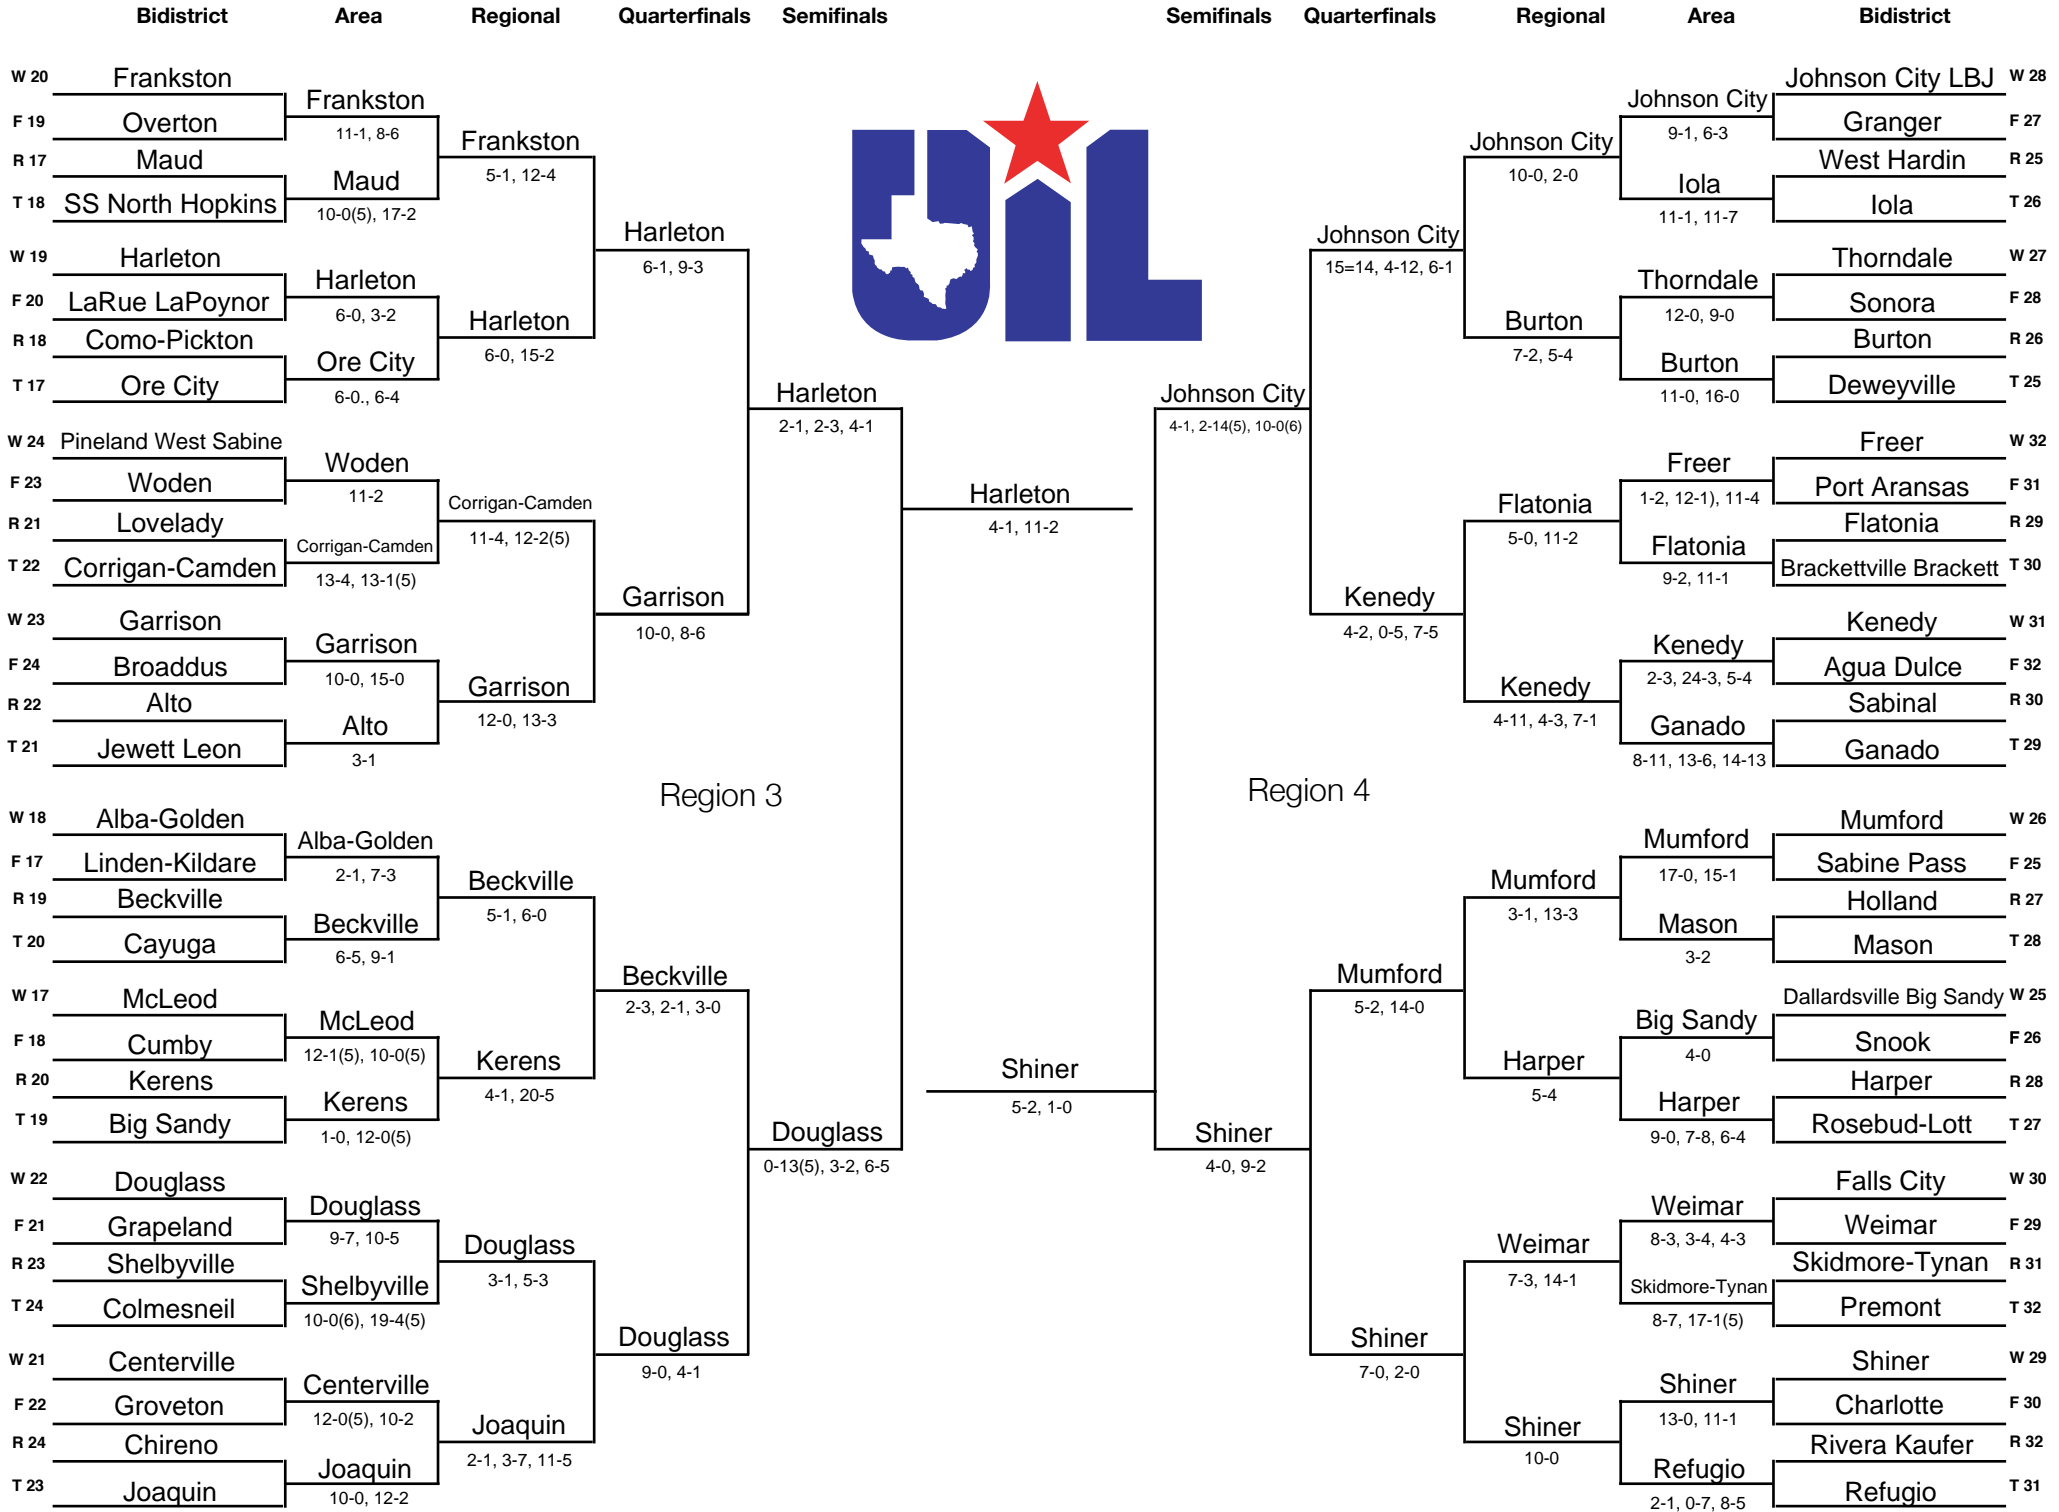 Bidistrict Area Regional Quarterfinals Semifinals Semifinals Quarterfinals Regional Area Bidistrict
W 20 Frankston
F 19 Overton
R 17 Maud
T 18 SS North Hopkins
W 19 Harleton
F 20 LaRue LaPoynor
R 18 Como-Pickton
T 17 Ore City
W 24 Pineland West Sabine
F 23 Woden
R 21 Lovelady
T 22 Corrigan-Camden
W 23 Garrison
F 24 Broaddus
R 22 Alto
T 21 Jewett Leon
W 18 Alba-Golden
F 17 Linden-Kildare
R 19 Beckville
T 20 Cayuga
W 17 McLeod
F 18 Cumby
R 20 Kerens
T 19 Big Sandy
W 22 Douglass
F 21 Grapeland
R 23 Shelbyville
T 24 Colmesneil
W 21 Centerville
F 22 Groveton
R 24 Chireno
T 23 Joaquin
Frankston
11-1, 8-6
Maud
10-0(5), 17-2
Harleton
6-0, 3-2
Ore City
6-0., 6-4
Woden
11-2
Corrigan-Camden
13-4, 13-1(5)
Garrison
10-0, 15-0
Alto
3-1
Alba-Golden
2-1, 7-3
Beckville
6-5, 9-1
McLeod
12-1(5), 10-0(5)
Kerens
1-0, 12-0(5)
Douglass
9-7, 10-5
Shelbyville
10-0(6), 19-4(5)
Centerville
12-0(5), 10-2
Joaquin
10-0, 12-2
Frankston
5-1, 12-4
Harleton
6-0, 15-2
Corrigan-Camden
11-4, 12-2(5)
Garrison
12-0, 13-3
Beckville
5-1, 6-0
Kerens
4-1, 20-5
Douglass
3-1, 5-3
Joaquin
2-1, 3-7, 11-5
Harleton
6-1, 9-3
Garrison
10-0, 8-6
Beckville
2-3, 2-1, 3-0
Douglass
9-0, 4-1
Harleton
2-1, 2-3, 4-1
Douglass
0-13(5), 3-2, 6-5
Region 3
Harleton
4-1, 11-2
UIL
Shiner
5-2, 1-0
Region 4
Johnson City
4-1, 2-14(5), 10-0(6)
Shiner
4-0, 9-2
Johnson City
15=14, 4-12, 6-1
Kenedy
4-2, 0-5, 7-5
Mumford
5-2, 14-0
Shiner
7-0, 2-0
Johnson City
10-0, 2-0
Burton
7-2, 5-4
Flatonia
5-0, 11-2
Kenedy
4-11, 4-3, 7-1
Mumford
3-1, 13-3
Harper
5-4
Weimar
7-3, 14-1
Shiner
10-0
Johnson City
9-1, 6-3
Iola
11-1, 11-7
Thorndale
12-0, 9-0
Burton
11-0, 16-0
Freer
1-2, 12-1), 11-4
Flatonia
9-2, 11-1
Kenedy
2-3, 24-3, 5-4
Ganado
8-11, 13-6, 14-13
Mumford
17-0, 15-1
Mason
3-2
Big Sandy
4-0
Harper
9-0, 7-8, 6-4
Weimar
8-3, 3-4, 4-3
Skidmore-Tynan
8-7, 17-1(5)
Shiner
13-0, 11-1
Refugio
2-1, 0-7, 8-5
Johnson City LBJ W 28
Granger F 27
West Hardin R 25
Iola T 26
Thorndale W 27
Sonora F 28
Burton R 26
Deweyville T 25
Freer W 32
Port Aransas F 31
Flatonia R 29
Brackettville Brackett T 30
Kenedy W 31
Agua Dulce F 32
Sabinal R 30
Ganado T 29
Mumford W 26
Sabine Pass F 25
Holland R 27
Mason T 28
Dallardsville Big Sandy W 25
Snook F 26
Harper R 28
Rosebud-Lott T 27
Falls City W 30
Weimar F 29
Skidmore-Tynan R 31
Premont T 32
Shiner W 29
Charlotte F 30
Rivera Kaufer R 32
Refugio T 31